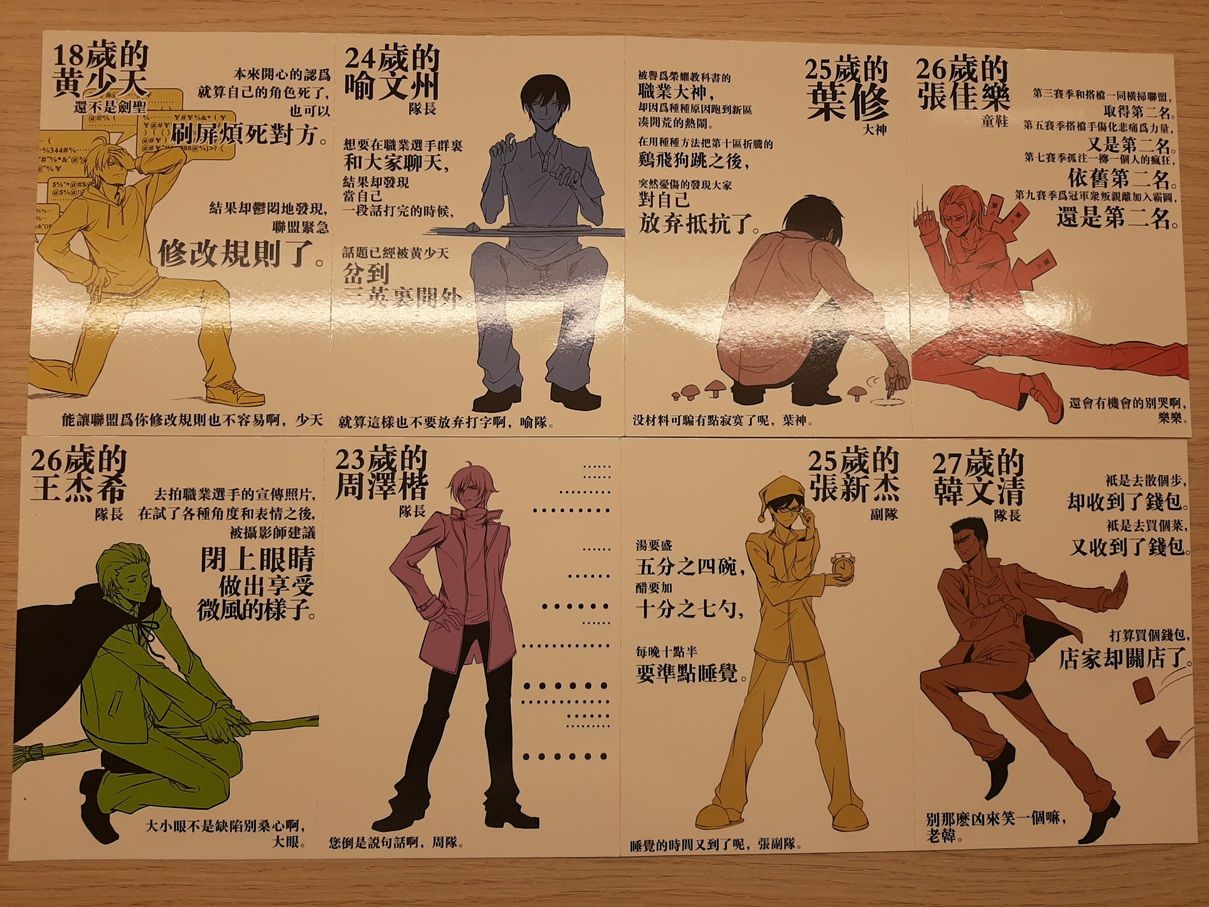 18歲的
黄少天
還不是劍聖
本來開心的認爲
就算自己的角色死了，
也可以
刷屏煩死對方。
結果却鬱悶地發現，
聯盟緊急
修改規則了。
能讓聯盟爲你修改規則也不容易啊，少天
24歲的
喻文州
隊長
想要在職業選手群裏
和大家聊天，
結果却發現
當自己
一段話打完的時候，
話題已經被黄少天
岔到
三英裏開外
就算這樣也不要放弃打字啊，喻隊。
25歲的
葉修
大神
被譽爲榮耀教科書的
職業大神，
却因爲種種原因跑到新區
凑開荒的熱鬧。
在用種種方法把第十區折騰的
鷄飛狗跳之後，
突然憂傷的發現大家
對自己
放弃抵抗了。
没材料可騙有點寂寞了呢，葉神。
26歲的
張佳樂
童鞋
第三賽季和搭檔一同横掃聯盟，
取得第二名。
第五賽季搭檔手傷化悲痛爲力量，
又是第二名。
第七賽季孤注一擲一個人的瘋狂，
依舊第二名。
第九賽季爲冠軍衆叛親離加入霸圖，
還是第二名。
還會有機會的别哭啊，
樂樂。
26歲的
王杰希
隊長
去拍職業選手的宣傳照片，
在試了各種角度和表情之後，
被攝影師建議
閉上眼睛
做出享受
微風的樣子。
大小眼不是缺陷别桑心啊，
大眼。
23歲的
周澤楷
隊長
......
......
..........
............
......
.......
......
............
..........
..............
......
........
..........
您倒是説句話啊，周隊。
25歲的
張新杰
副隊
湯要盛
五分之四碗，
醋要加
十分之七勺，
每晚十點半
要準點睡覺。
睡覺的時間又到了呢，張副隊。
27歲的
韓文清
隊長
衹是去散個步，
却收到了錢包。
衹是去買個菜，
又收到了錢包。
打算買個錢包，
店家却關店了。
别那麽凶來笑一個嘛，
老韓。